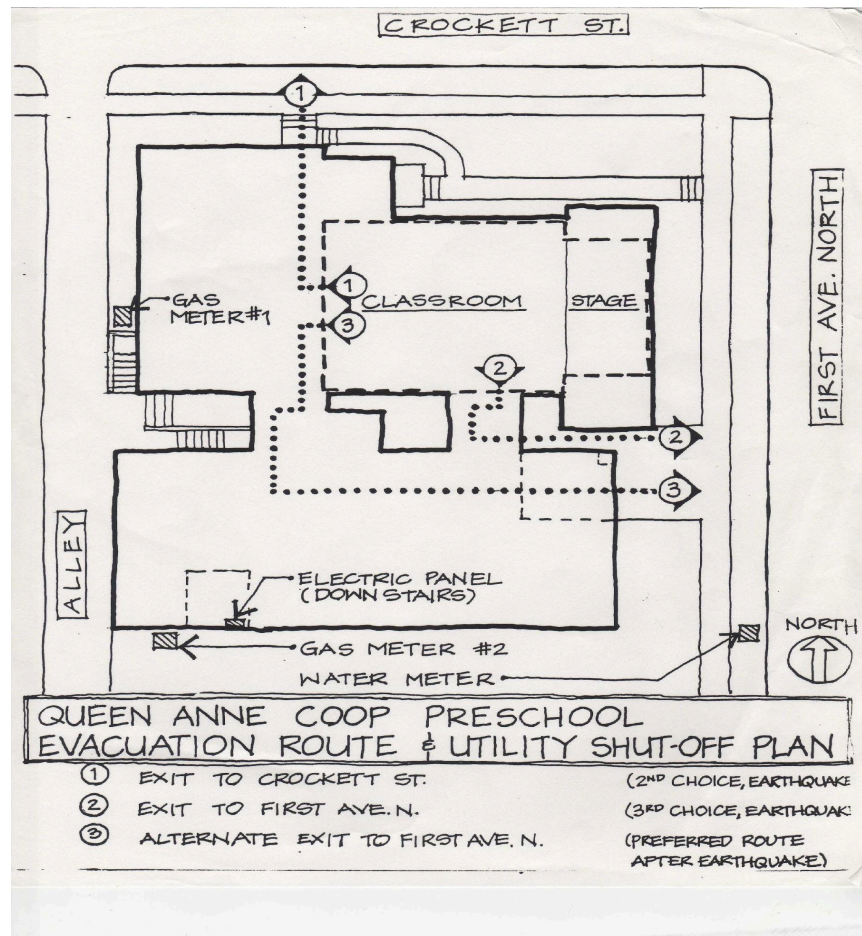 CROCKETT ST.
1
FIRST AVE. NORTH
GAS
METER #1
1
CLASSROOM
STAGE
3
2
2
3
ALLEY
ELECTRIC PANEL
(DOWN STAIRS)
GAS METER #2
WATER METER
NORTH
QUEEN ANNE COOP PRESCHOOL
EVACUATION ROUTE & UTILITY SHUT-OFF PLAN
1 EXIT TO CROCKETT ST. (2ND CHOICE, EARTHQUAKE
2 EXIT TO FIRST AVE. N. (3RD CHOICE, EARTHQUAK
3 ALTERNATE EXIT TO FIRST AVE. N. (PREFERRED ROUTE
AFTER EARTHQUAKE)